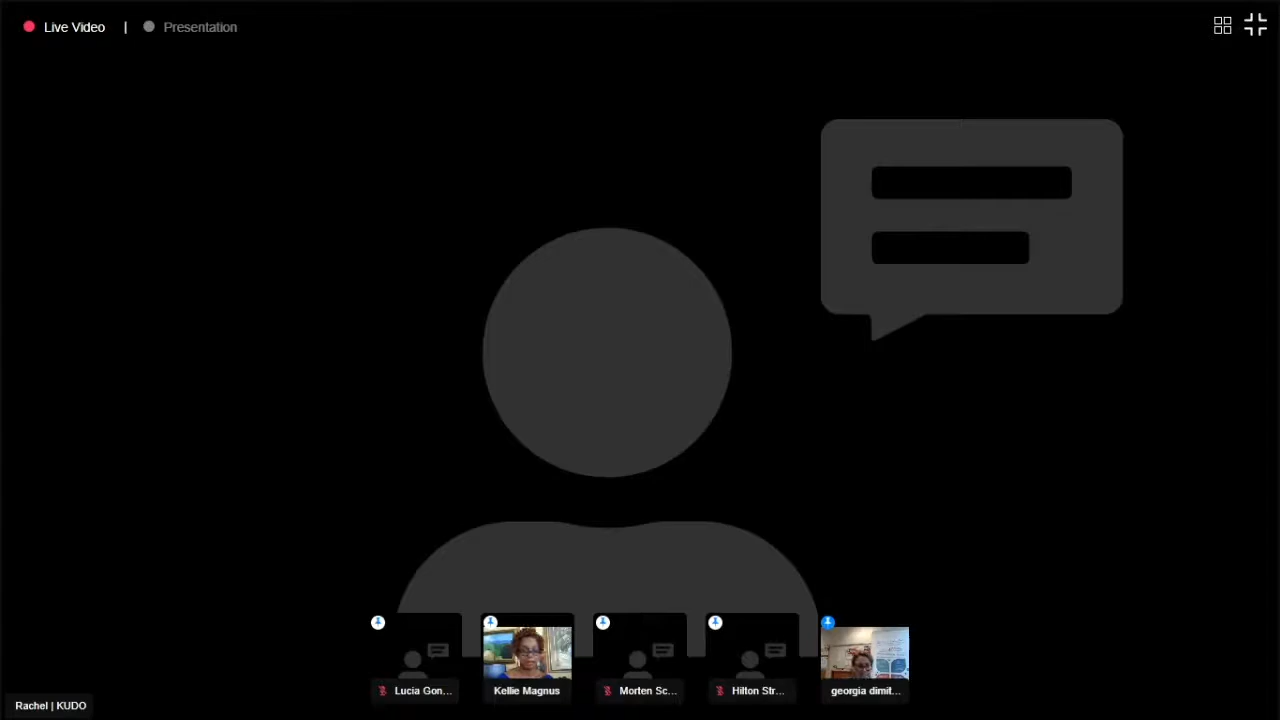 Live Video | Presentation
Lucia Gon...
Kellie Magnus
Morten Sc...
Hilton Str...
georgia dimit...
Rachel | KUDO